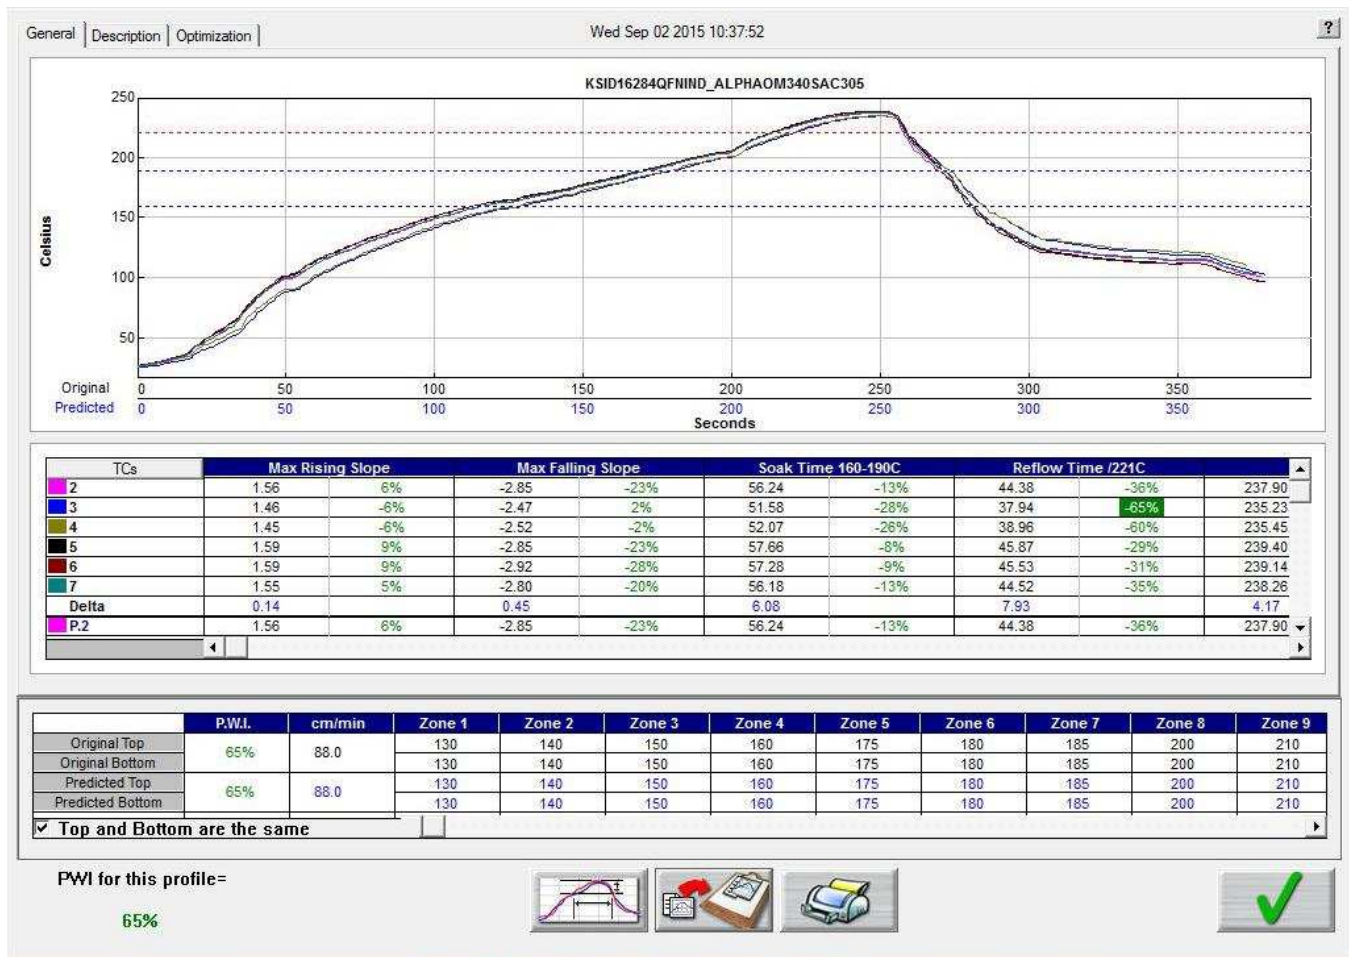 General Description Optimization Wed Sep 02 2015 10:37:52 ?
KSID16284QFNIND_ALPHAOM340SAC305
250
200
150
100
50
Celsius
Original 0 50 100 150 200 250 300 350
Predicted 0 50 100 150 200 250 300 350
Seconds
TCs Max Rising Slope Max Falling Slope Soak Time 160-190C Reflow Time /221C
2 1.56 6% -2.85 -23% 56.24 -13% 44.38 -36% 237.90
3 1.46 -6% -2.47 2% 51.58 -28% 37.94 -65% 235.23
4 1.45 -6% -2.52 -2% 52.07 -26% 38.96 -60% 235.45
5 1.59 9% -2.85 -23% 57.66 -8% 45.87 -29% 239.40
6 1.59 9% -2.92 -28% 57.28 -9% 45.53 -31% 239.14
7 1.55 5% -2.80 -20% 56.18 -13% 44.52 -35% 238.26
Delta 0.14 0.45 6.08 7.93 4.17
P.2 1.56 6% -2.85 -23% 56.24 -13% 44.38 -36% 237.90
P.W.I. cm/min Zone 1 Zone 2 Zone 3 Zone 4 Zone 5 Zone 6 Zone 7 Zone 8 Zone 9
Original Top 65% 88.0 130 140 150 160 175 180 185 200 210
Original Bottom 130 140 150 160 175 180 185 200 210
Predicted Top 65% 88.0 130 140 150 160 175 180 185 200 210
Predicted Bottom 130 140 150 160 175 180 185 200 210
Top and Bottom are the same
PWI for this profile=
65%